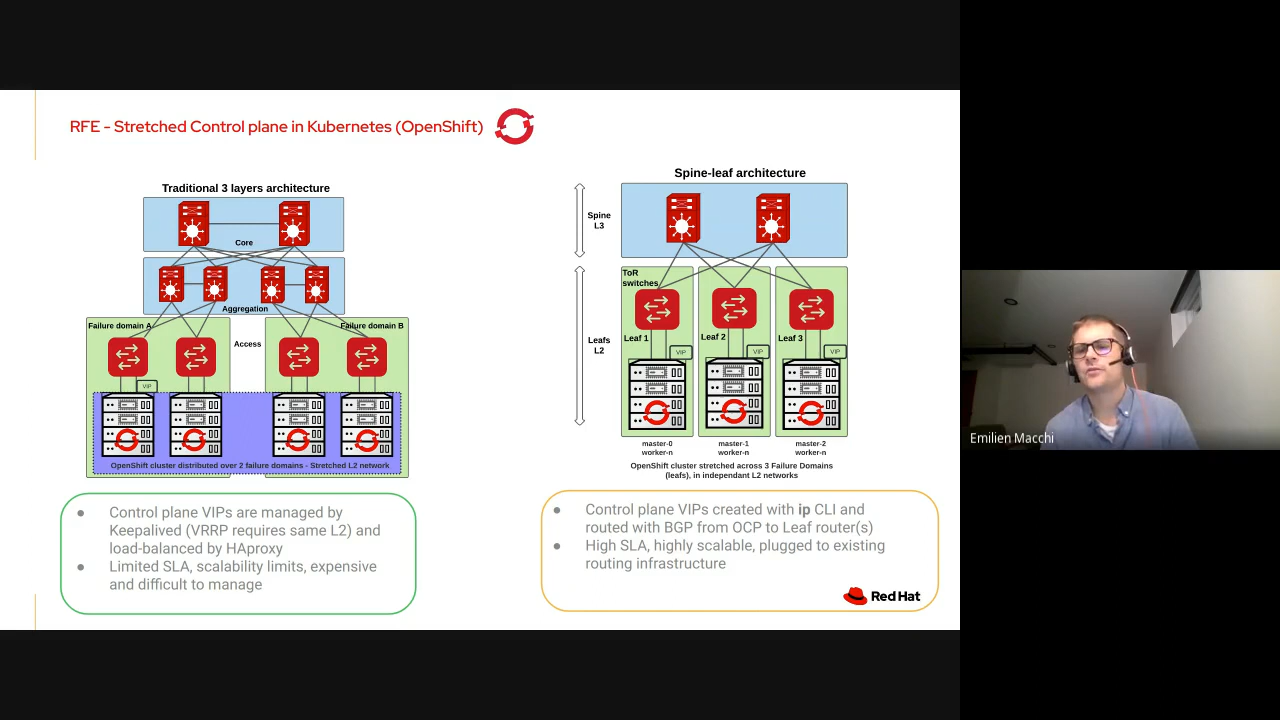 RFE - Stretched Control plane in Kubernetes (OpenShift)
Traditional 3 layers architecture
Core
Aggregation
Failure domain A
Failure domain B
Access
VIP
OpenShift cluster distributed over 2 failure domains - Stretched L2 network
Control plane VIPs are managed by
Keepalived (VRRP requires same L2) and
load-balanced by HAproxy
Limited SLA, scalability limits, expensive
and difficult to manage
Spine-leaf architecture
Spine
L3
ToR
switches
Leafs
L2
Leaf 1
Leaf 2
Leaf 3
VIP
VIP
VIP
master-0
worker-n
master-1
worker-n
master-2
worker-n
OpenShift cluster stretched across 3 Failure Domains
(leafs), in independant L2 networks
Control plane VIPs created with ip CLI and
routed with BGP from OCP to Leaf router(s)
High SLA, highly scalable, plugged to existing
routing infrastructure
Red Hat
Emilien Macchi